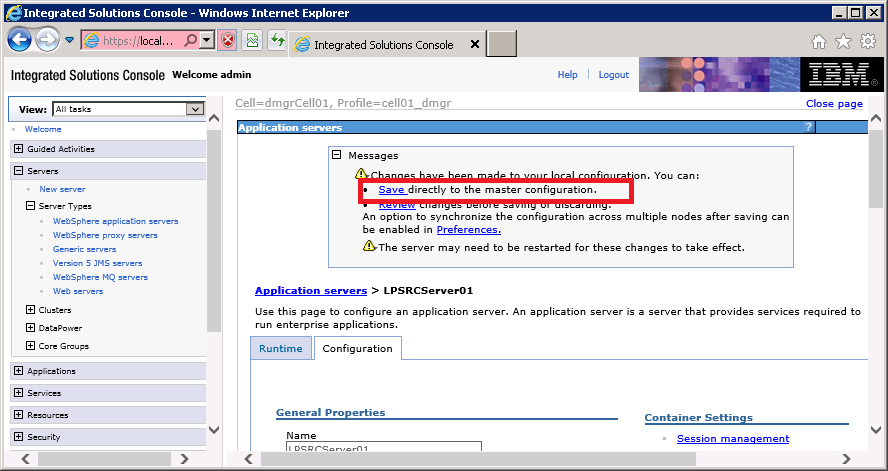 Integrated Solutions Console - Windows Internet Explorer
https://local...
Integrated Solutions Console
Integrated Solutions Console Welcome admin
Help Logout
IBM
View: All tasks
Cell=dmgrCell01, Profile=cell01_dmgr
Close page
Welcome
Guided Activities
Servers
New server
Server Types
WebSphere application servers
WebSphere proxy servers
Generic servers
Version 5 JMS servers
WebSphere MQ servers
Web servers
Clusters
DataPower
Core Groups
Applications
Services
Resources
Security
Application servers
?
Messages
Changes have been made to your local configuration. You can:
Save directly to the master configuration.
Review changes before saving or discarding.
An option to synchronize the configuration across multiple nodes after saving can
be enabled in Preferences.
The server may need to be restarted for these changes to take effect.
Application servers > LPSRCServer01
Use this page to configure an application server. An application server is a server that provides services required to
run enterprise applications.
Runtime Configuration
General Properties
Name
LPSRCServer01
Container Settings
Session management